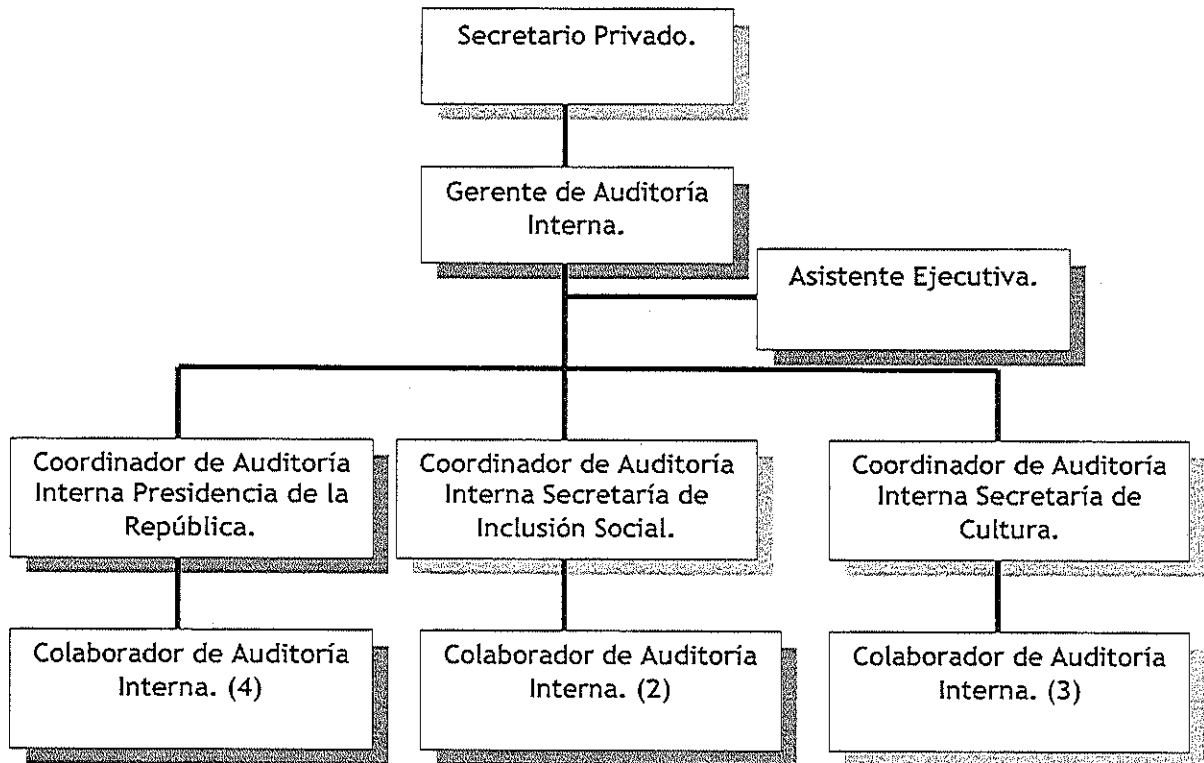 Secretario Privado.
Gerente de Auditoría
Interna.
Asistente Ejecutiva.
Coordinador de Auditoría
Interna Presidencia de la
República.
Coordinador de Auditoría
Interna Secretaría de
Inclusión Social.
Coordinador de Auditoría
Interna Secretaría de
Cultura.
Colaborador de Auditoría
Interna. (4)
Colaborador de Auditoría
Interna. (2)
Colaborador de Auditoría
Interna. (3)